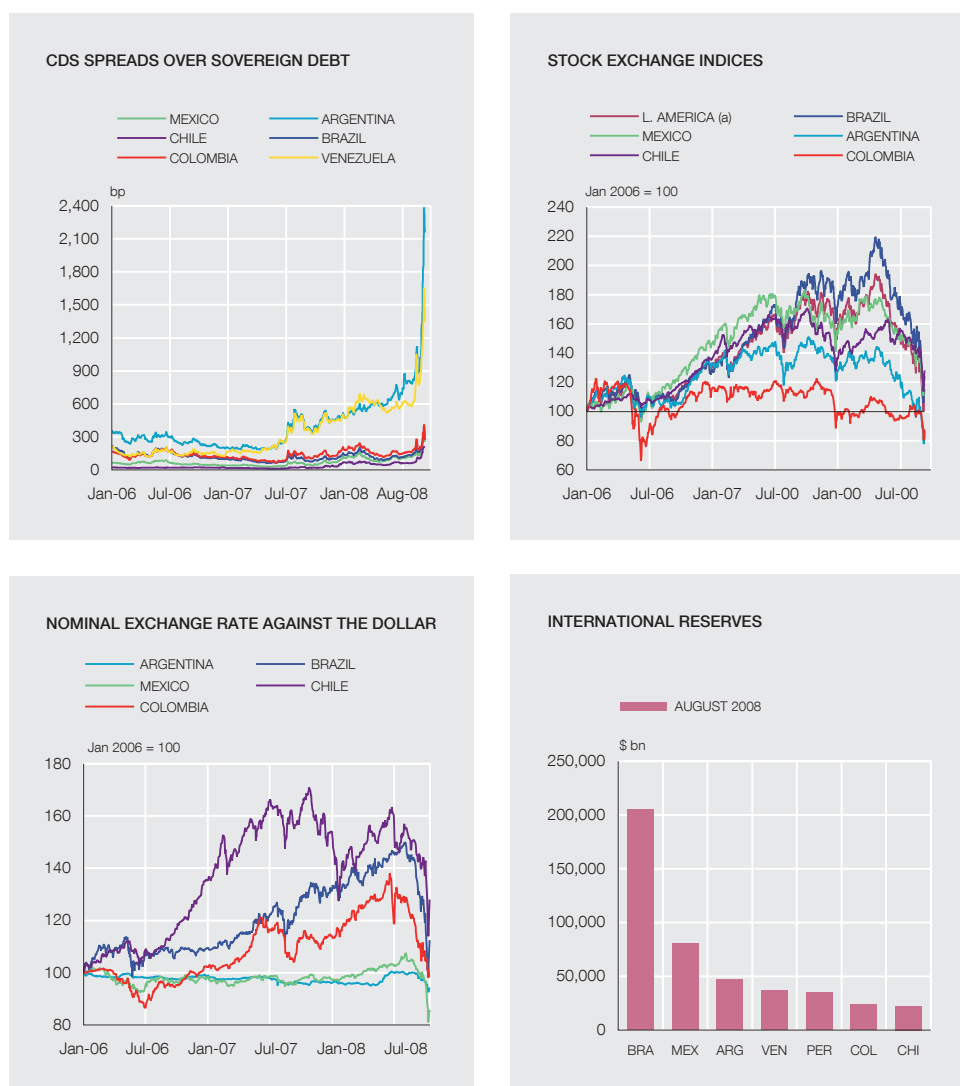 CDS SPREADS OVER SOVEREIGN DEBT
MEXICO ARGENTINA
CHILE BRAZIL
COLOMBIA VENEZUELA
bp
2,400
2,100
1,800
1,500
1,200
900
600
300
0
Jan-06 Jul-06 Jan-07 Jul-07 Jan-08 Aug-08
STOCK EXCHANGE INDICES
L. AMERICA (a) BRAZIL
MEXICO ARGENTINA
CHILE COLOMBIA
Jan 2006 = 100
240
220
200
180
160
140
120
100
80
60
Jan-06 Jul-06 Jan-07 Jul-00 Jan-00 Jul-00
NOMINAL EXCHANGE RATE AGAINST THE DOLLAR
ARGENTINA BRAZIL
MEXICO CHILE
COLOMBIA
Jan 2006 = 100
180
160
140
120
100
80
Jan-06 Jul-06 Jan-07 Jul-07 Jan-08 Jul-08
INTERNATIONAL RESERVES
AUGUST 2008
$ bn
250,000
200,000
150,000
100,000
50,000
0
BRA MEX ARG VEN PER COL CHI